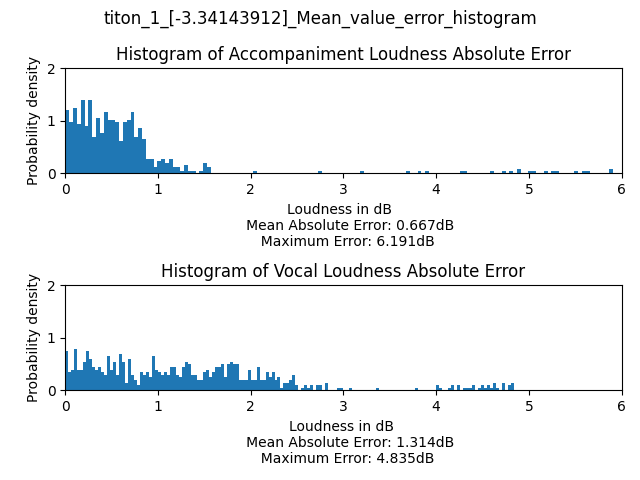 titon_1_[-3.34143912]_Mean_value_error_histogram
Histogram of Accompaniment Loudness Absolute Error
Probability density
2
1
0
0 1 2 3 4 5 6
Loudness in dB
Mean Absolute Error: 0.667dB
Maximum Error: 6.191dB
Histogram of Vocal Loudness Absolute Error
Probability density
2
1
0
0 1 2 3 4 5 6
Loudness in dB
Mean Absolute Error: 1.314dB
Maximum Error: 4.835dB